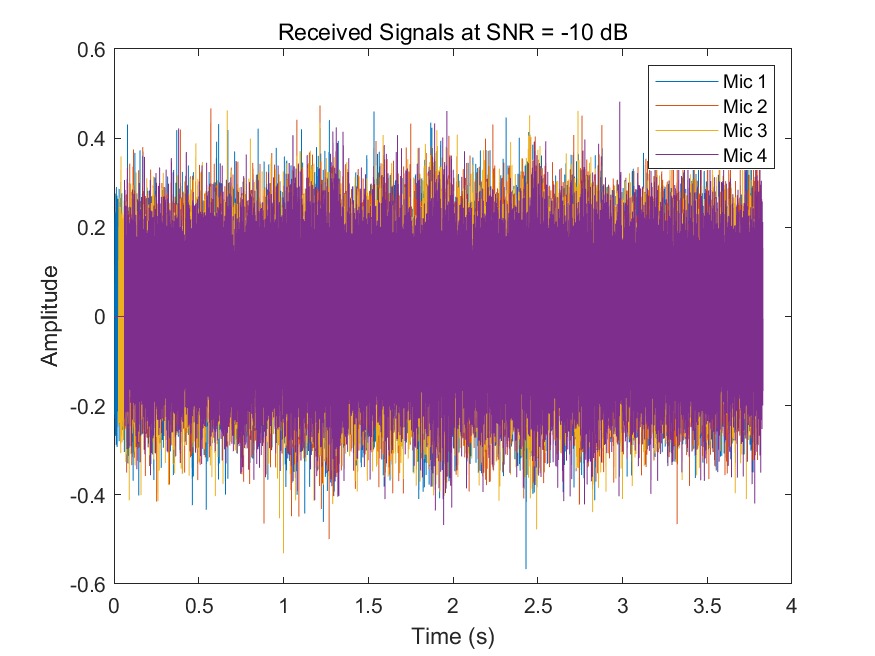 Received Signals at SNR = -10 dB
0.6
0.4
0.2
0
-0.2
-0.4
-0.6
Amplitude
Mic 1
Mic 2
Mic 3
Mic 4
0 0.5 1 1.5 2 2.5 3 3.5 4
Time (s)